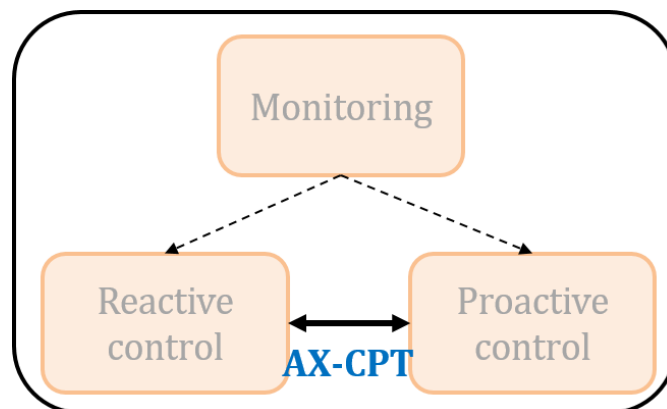 Monitoring
Reactive
control
Proactive
control
AX-CPT